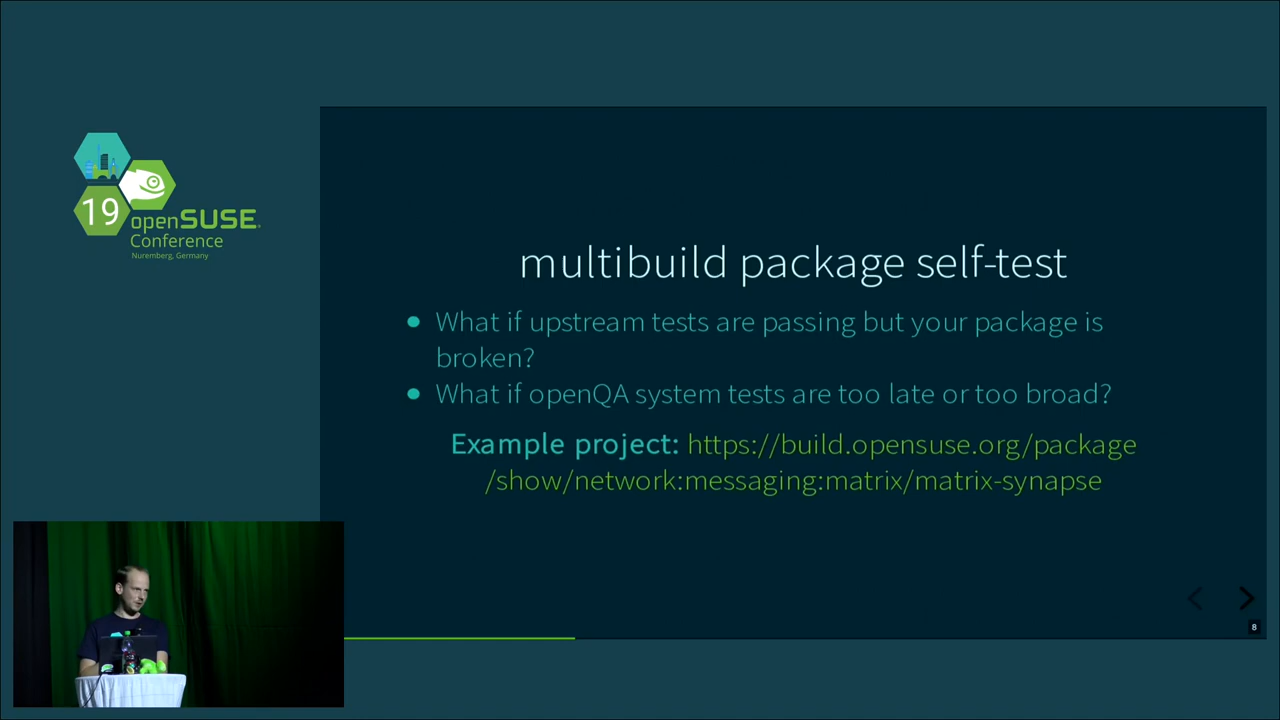 19
openSUSE
Conference
Nuremberg, Germany
multibuild package self-test
What if upstream tests are passing but your package is
broken?
What if openQA system tests are too late or too broad?
Example project: https://build.opensuse.org/package
/show/network:messaging:matrix/matrix-synapse
8